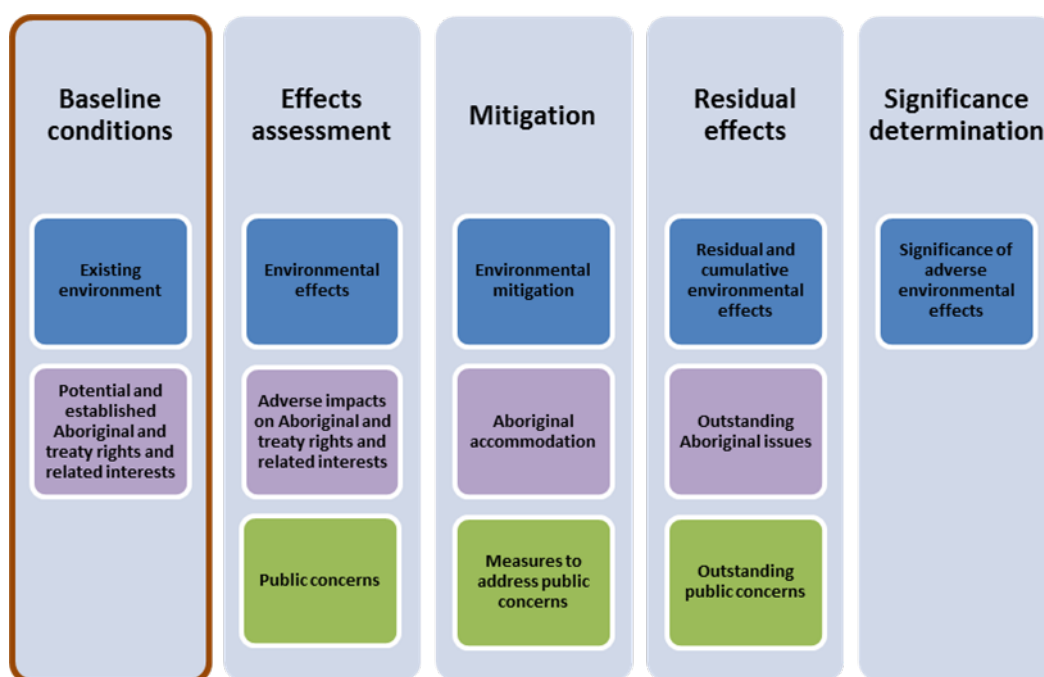 Baseline
conditions
Existing
environment
Potential and
established
Aboriginal and
treaty rights and
related interests
Effects
assessment
Environmental
effects
Adverse impacts
on Aboriginal and
treaty rights and
related interests
Public concerns
Mitigation
Environmental
mitigation
Aboriginal
accommodation
Measures to
address public
concerns
Residual
effects
Residual and
cumulative
environmental
effects
Outstanding
Aboriginal issues
Outstanding
public concerns
Significance
determination
Significance of
adverse
environmental
effects